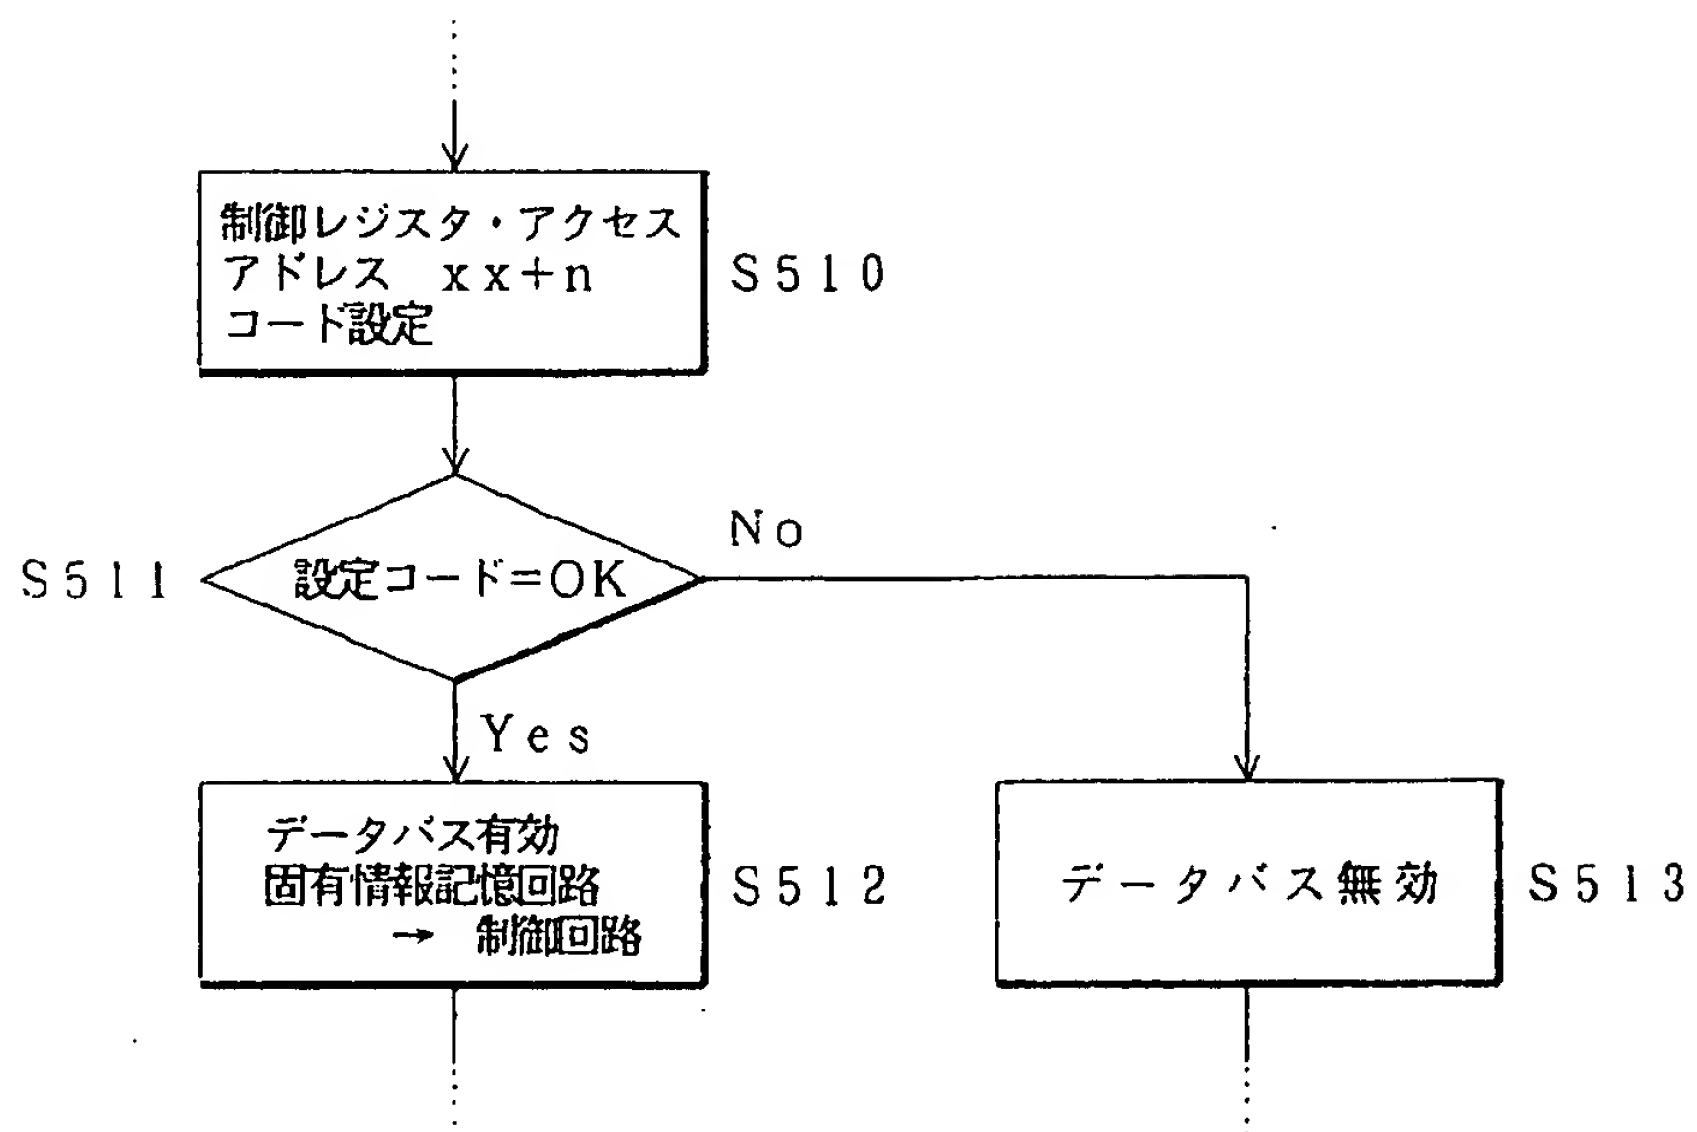 制御レジスタ・アクセス
アドレス xx+n
コード設定
S510
No
S511
設定コード=OK
Yes
データバス有効
固有情報記憶回路
→ 制御回路
S512
データバス無効
S513